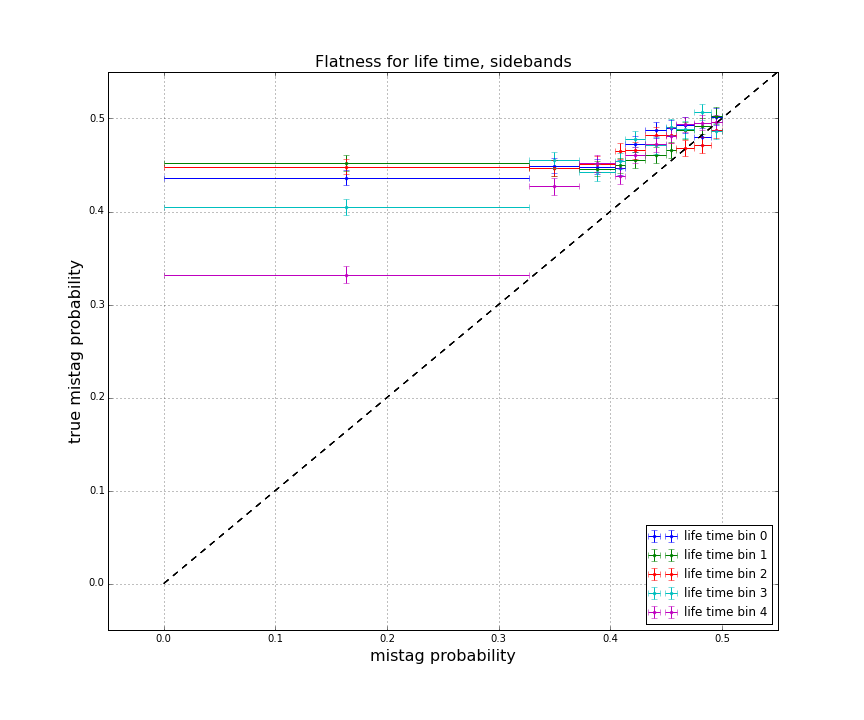 Flatness for life time, sidebands
true mistag probability
0.5
0.4
0.3
0.2
0.1
0.0
0.0 0.1 0.2 0.3 0.4 0.5
mistag probability
life time bin 0
life time bin 1
life time bin 2
life time bin 3
life time bin 4